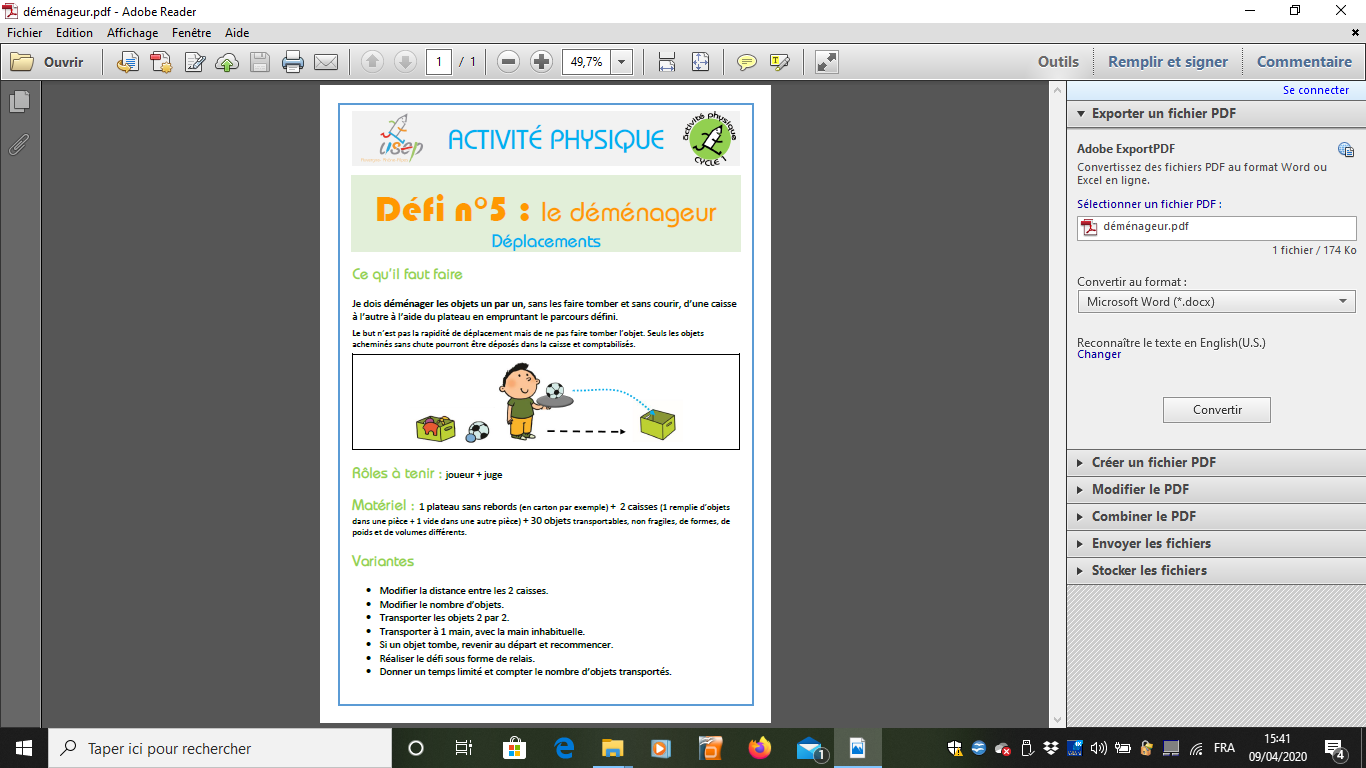 déménageur.pdf - Adobe Reader
Fichier Edition Affichage Fenêtre Aide
Ouvrir 1 / 1 49,7% Outils Remplir et signer Commentaire
Se connecter
usep
ACTIVITÉ PHYSIQUE
Activité physique
CYCLE 1
Défi n°5 : le déménageur
Déplacements
Ce qu'il faut faire
Je dois déménager les objets un par un, sans les faire tomber et sans courir, d'une caisse
à l'autre à l'aide du plateau en empruntant le parcours défini.
Le but n'est pas la rapidité de déplacement mais de ne pas faire tomber l'objet. Seuls les objets
acheminés sans chute pourront être déposés dans la caisse et comptabilisés.
Rôles à tenir : joueur + juge
Matériel : 1 plateau sans rebords (en carton par exemple) + 2 caisses (1 remplie d'objets
dans une pièce + 1 vide dans une autre pièce) + 30 objets transportables, non fragiles, de formes, de
poids et de volumes différents.
Variantes
• Modifier la distance entre les 2 caisses.
• Modifier le nombre d'objets.
• Transporter les objets 2 par 2.
• Transporter à 1 main, avec la main inhabituelle.
• Si un objet tombe, revenir au départ et recommencer.
• Réaliser le défi sous forme de relais.
• Donner un temps limité et compter le nombre d'objets transportés.
Exporter un fichier PDF
Adobe ExportPDF
Convertissez des fichiers PDF au format Word ou
Excel en ligne.
Sélectionner un fichier PDF :
déménageur.pdf
1 fichier / 174 Ko
Convertir au format :
Microsoft Word (*.docx)
Reconnaître le texte en English(U.S.)
Changer
Convertir
Créer un fichier PDF
Modifier le PDF
Combiner le PDF
Envoyer les fichiers
Stocker les fichiers
Taper ici pour rechercher
1
FRA
15:41
09/04/2020
4